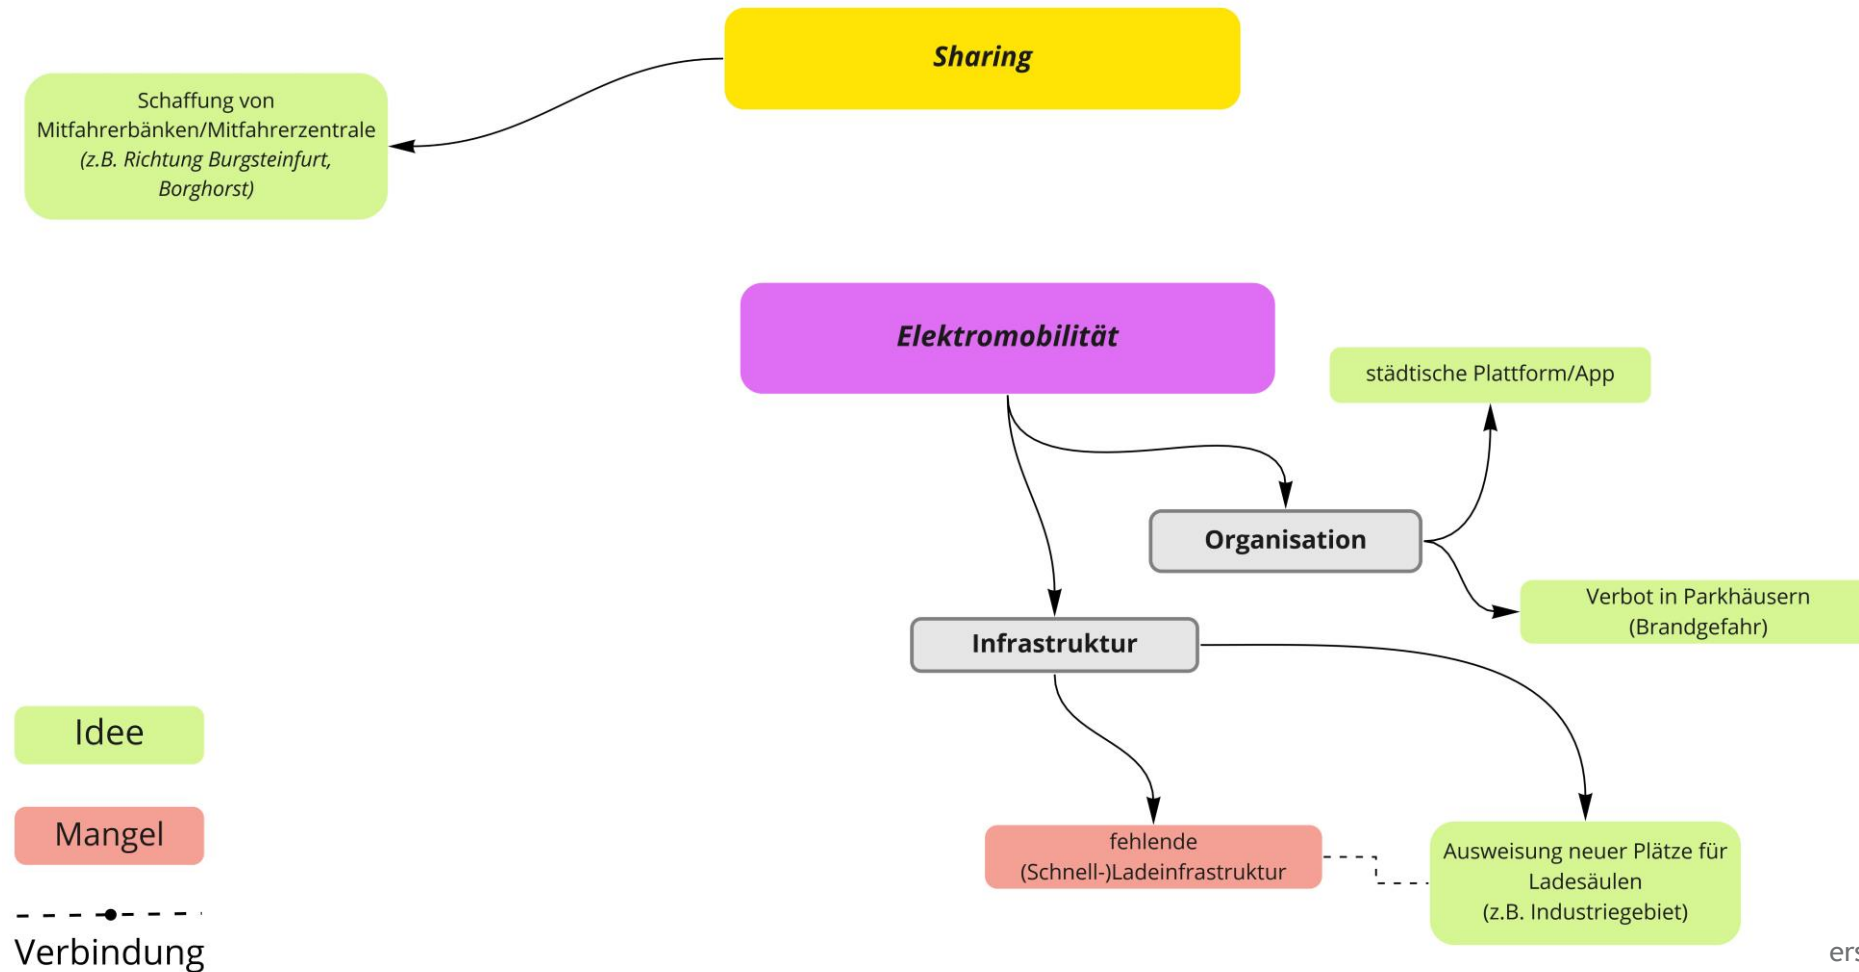 Sharing
Schaffung von
Mitfahrerbänken/Mitfahrerzentrale
(z.B. Richtung Burgsteinfurt,
Borghorst)
Elektromobilität
städtische Plattform/App
Organisation
Verbot in Parkhäusern
(Brandgefahr)
Infrastruktur
Idee
Mangel
fehlende
(Schnell-)Ladeinfrastruktur
Ausweisung neuer Plätze für
Ladesäulen
(z.B. Industriegebiet)
Verbindung